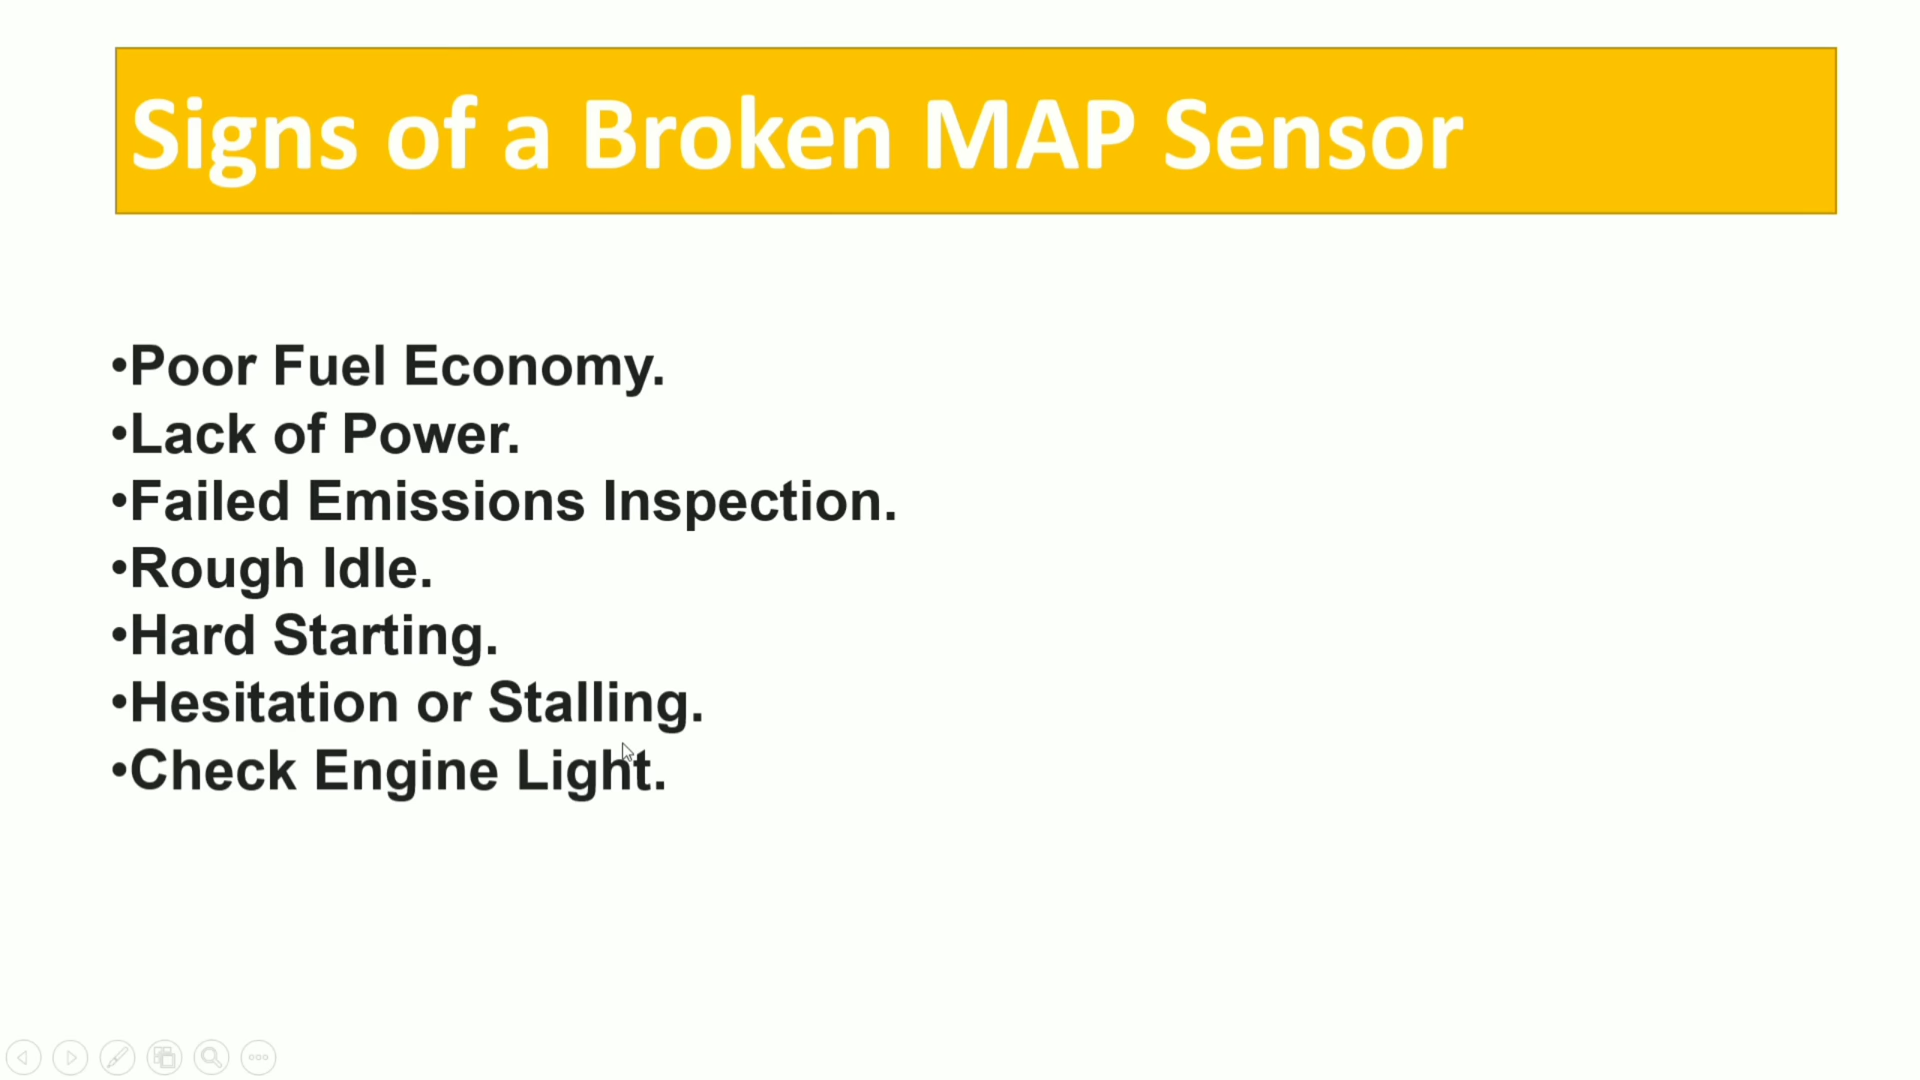 Signs of a Broken MAP Sensor
•Poor Fuel Economy.
•Lack of Power.
•Failed Emissions Inspection.
•Rough Idle.
•Hard Starting.
•Hesitation or Stalling.
•Check Engine Light.